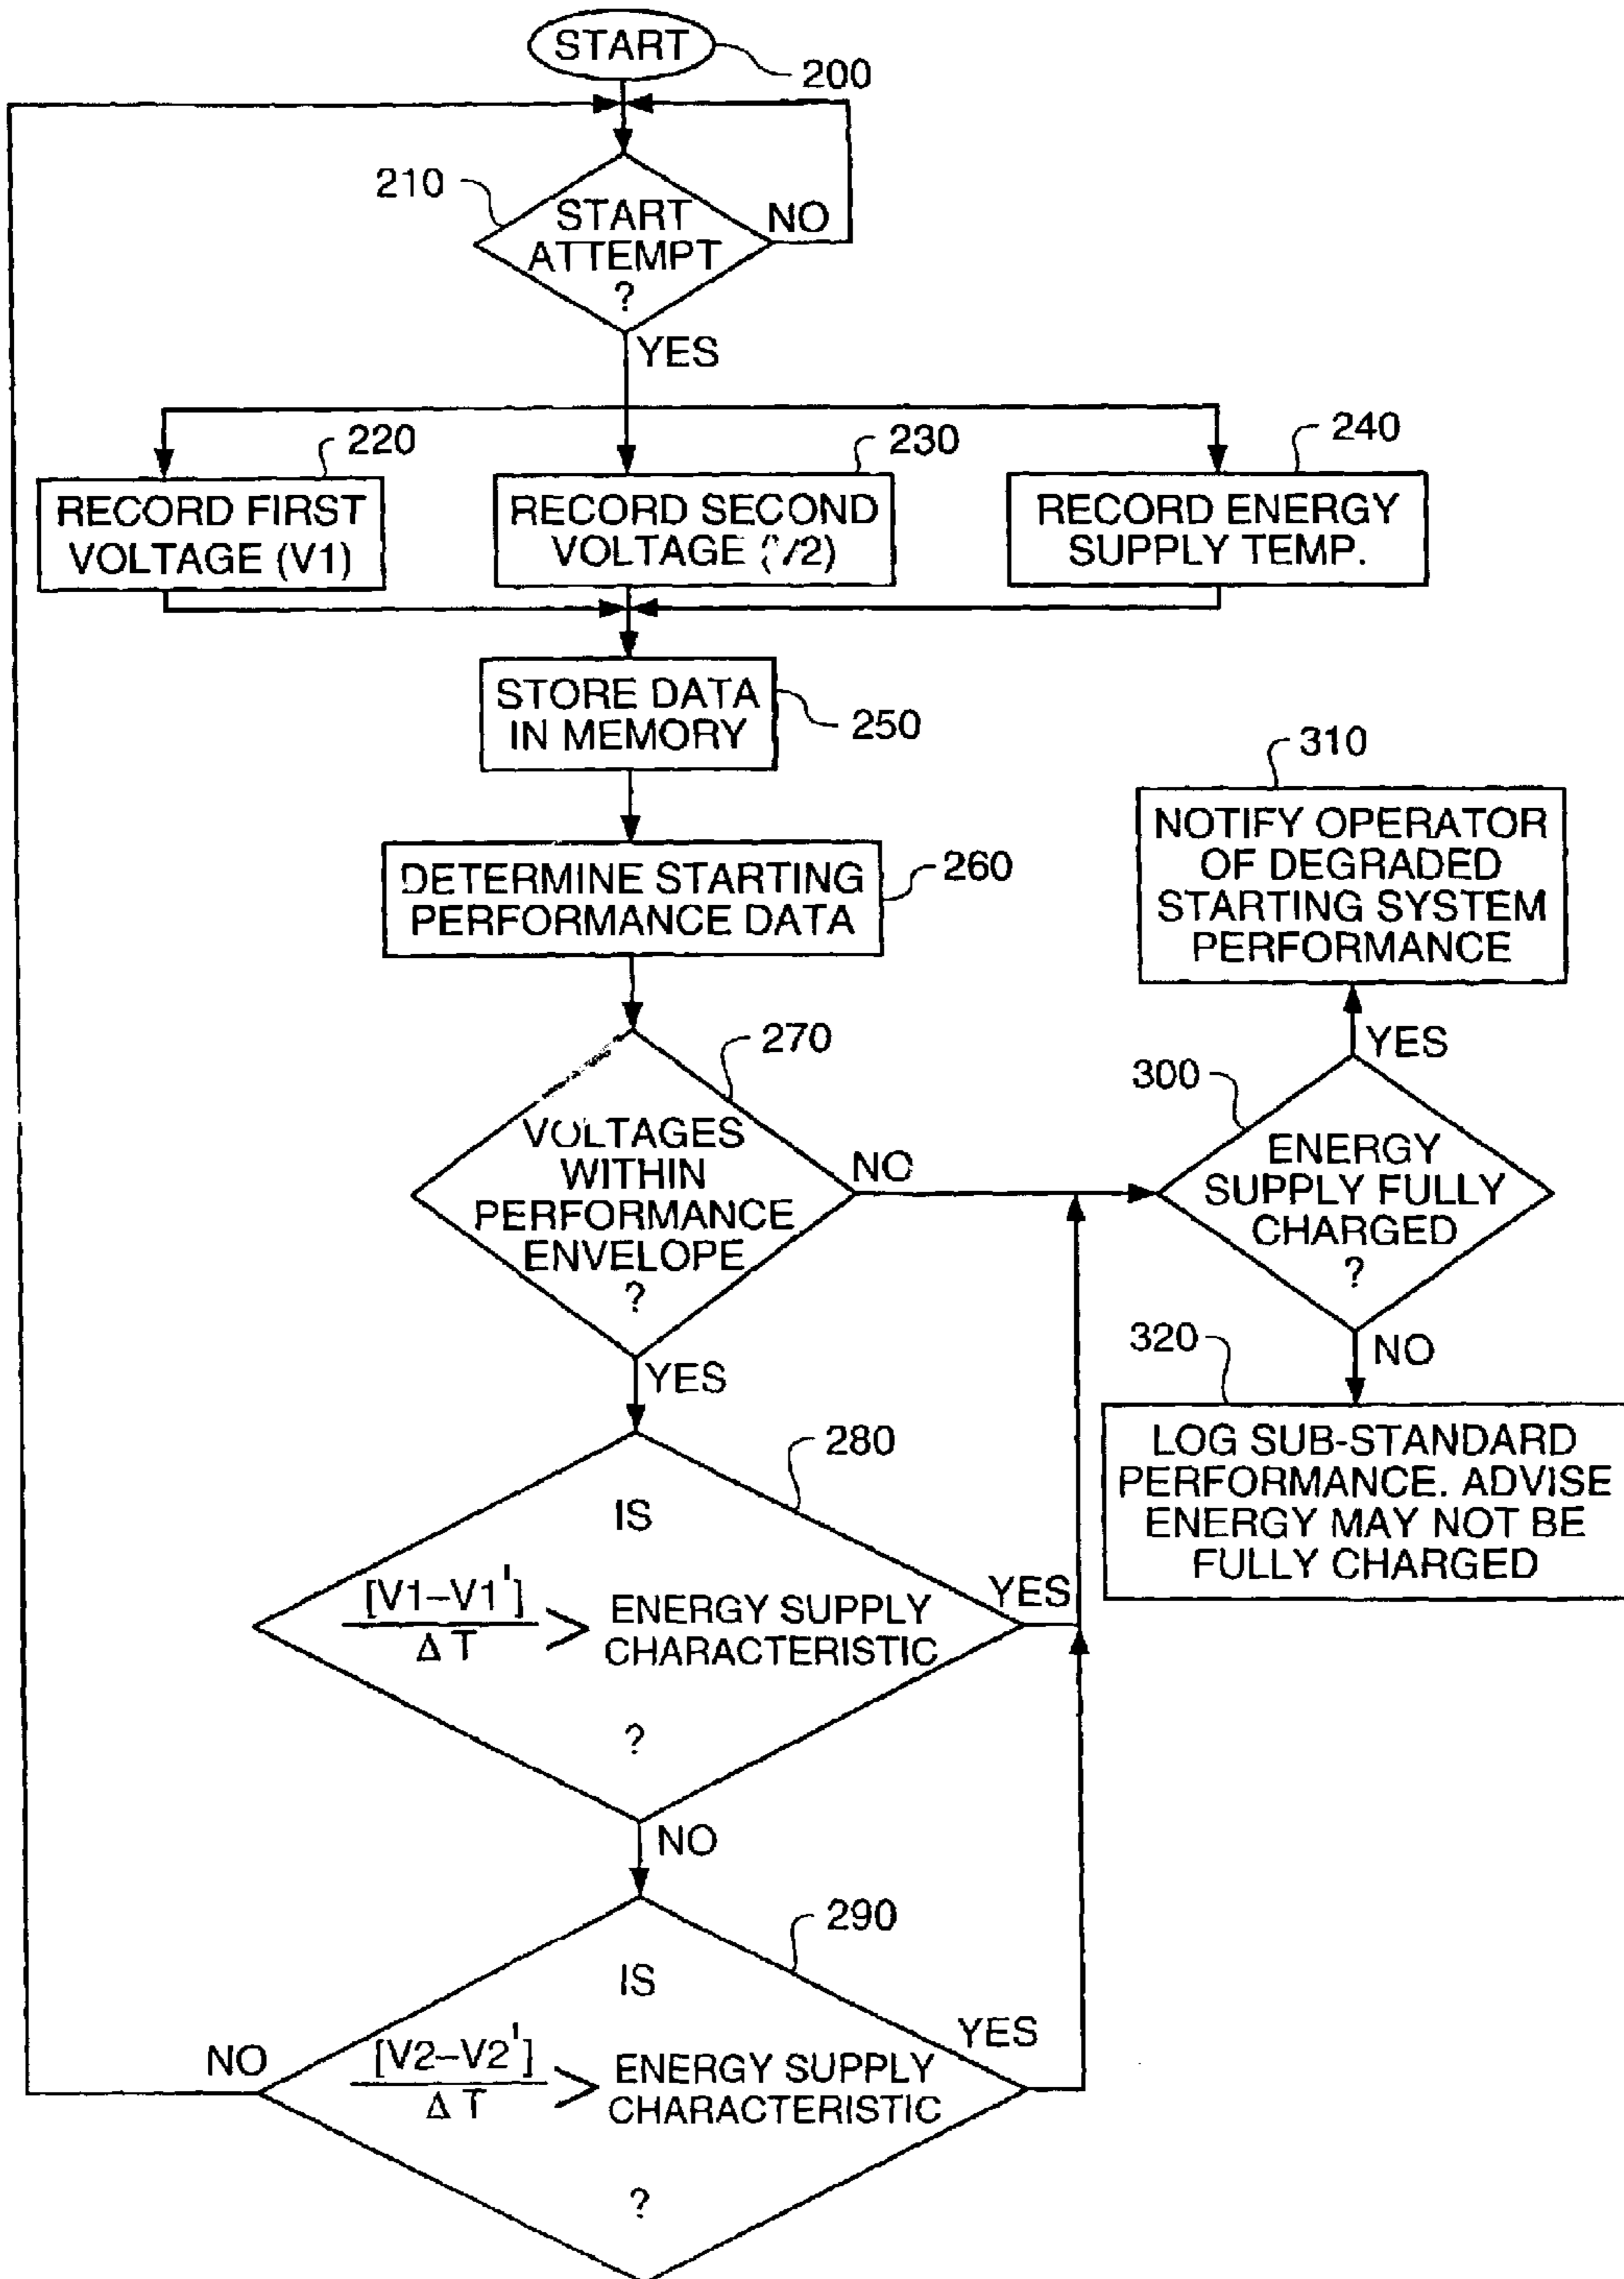 START
200
210
START
ATTEMPT
?
NO
YES
220
230
240
RECORD FIRST
VOLTAGE (V1)
RECORD SECOND
VOLTAGE (V2)
RECORD ENERGY
SUPPLY TEMP.
STORE DATA
IN MEMORY
250
310
NOTIFY OPERATOR
OF DEGRADED
STARTING SYSTEM
PERFORMANCE
DETERMINE STARTING
PERFORMANCE DATA
260
270
VOLTAGES
WITHIN
PERFORMANCE
ENVELOPE
?
NO
YES
YES
300
ENERGY
SUPPLY FULLY
CHARGED
?
NO
320
LOG SUB-STANDARD
PERFORMANCE. ADVISE
ENERGY MAY NOT BE
FULLY CHARGED
280
IS
[V1–V1']
Δ T
>
ENERGY SUPPLY
CHARACTERISTIC
?
YES
NO
290
IS
[V2–V2']
Δ T
>
ENERGY SUPPLY
CHARACTERISTIC
?
YES
NO